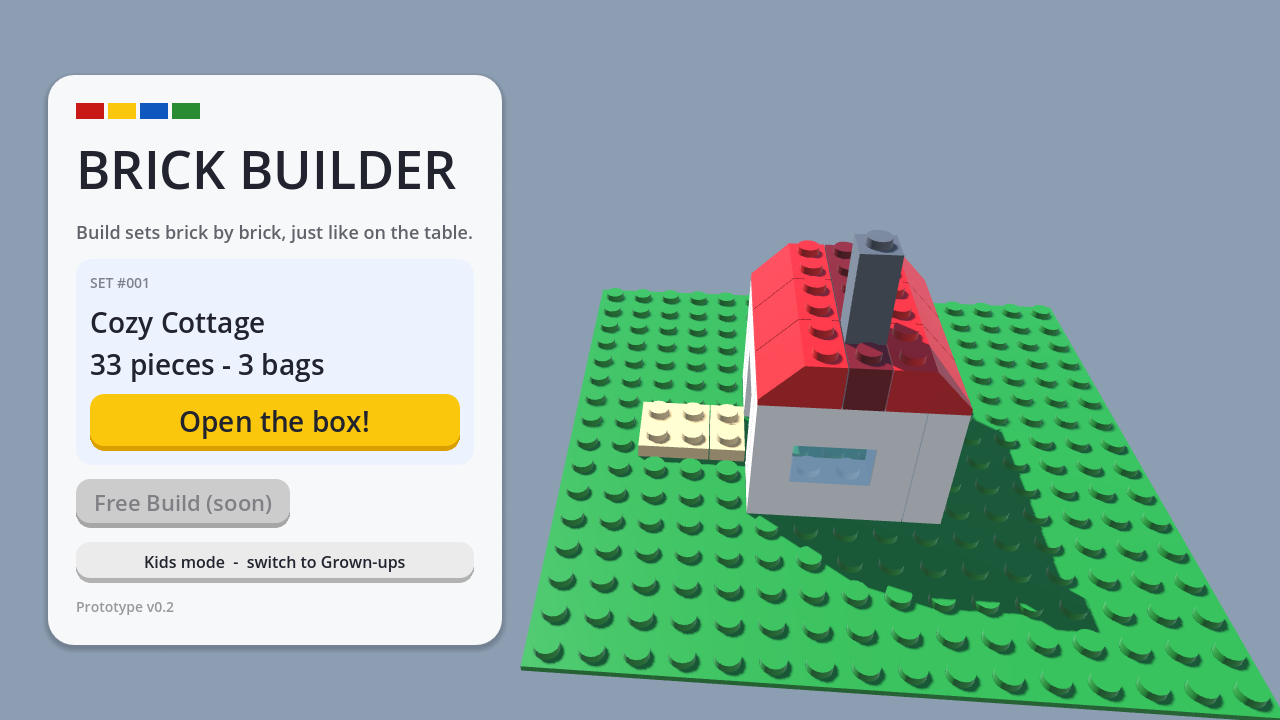 BRICK BUILDER
Build sets brick by brick, just like on the table.
SET #001
Cozy Cottage
33 pieces - 3 bags
Open the box!
Free Build (soon)
Kids mode - switch to Grown-ups
Prototype v0.2